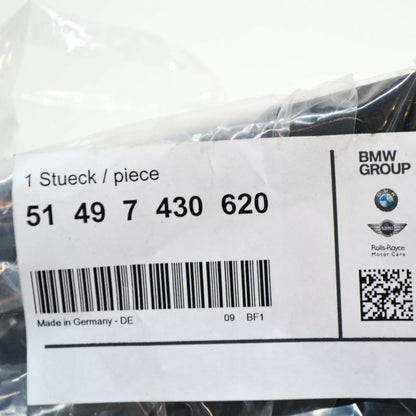 1 Stueck / piece
51 49 7 430 620
Made in Germany - DE 09 BF1
BMW
GROUP
Rolls-Royce
Motor Cars